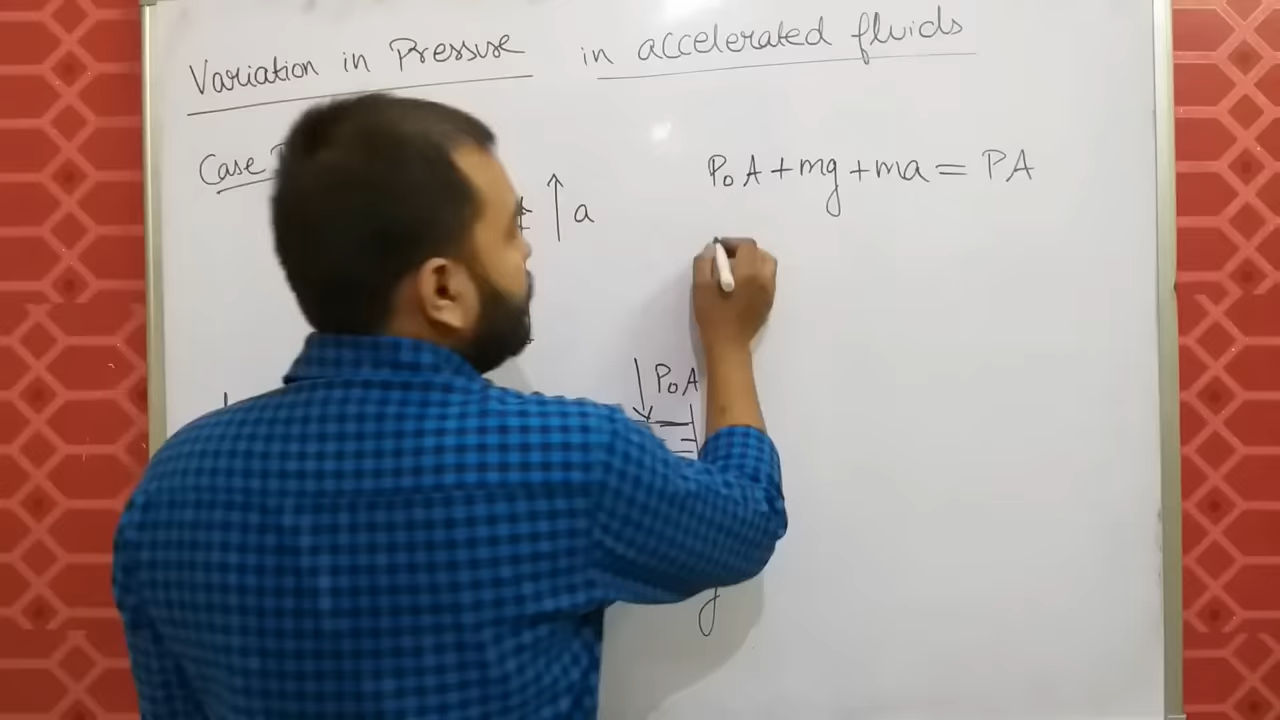 Variation in Pressure in accelerated fluids
Case
a
P₀A + mg + ma = PA
P₀A
g